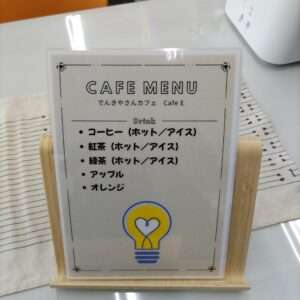 CAFE MENU
でんきやさんカフェ Cafe E
Drink
• コーヒー（ホット／アイス）
• 紅茶（ホット／アイス）
• 緑茶（ホット／アイス）
• アップル
• オレンジ